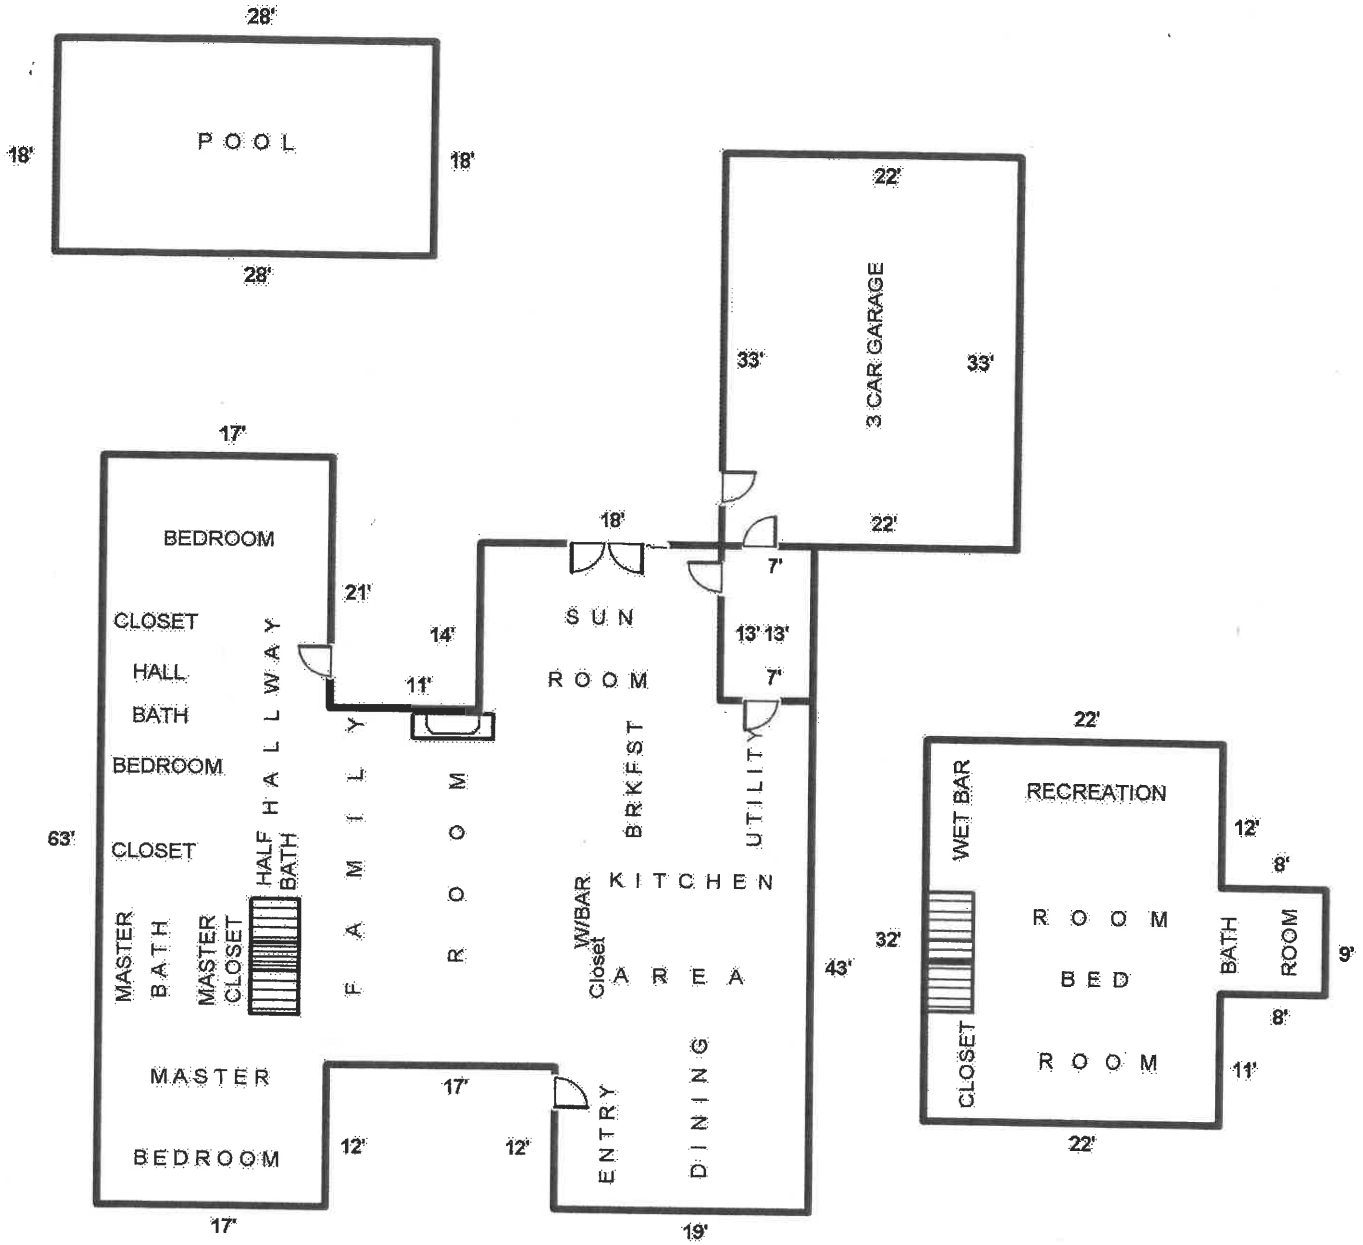 28'
POOL
18'
18'
28'
22'
3 CAR GARAGE
33'
33'
22'
17'
BEDROOM
21'
CLOSET
HALL
BATH
BEDROOM
HALLWAY
CLOSET
HALF
BATH
63'
MASTER
BATH
MASTER
CLOSET
MASTER
BEDROOM
17'
12'
14'
11'
FAMILY
ROOM
17'
12'
18'
SUN
ROOM
7'
13' 13'
7'
BRKFST
UTILITY
KITCHEN
W/BAR
Closet
AREA
43'
ENTRY
DINING
19'
22'
WET BAR
RECREATION
12'
8'
ROOM
BATH
ROOM
32'
9'
BED
8'
CLOSET
ROOM
11'
22'